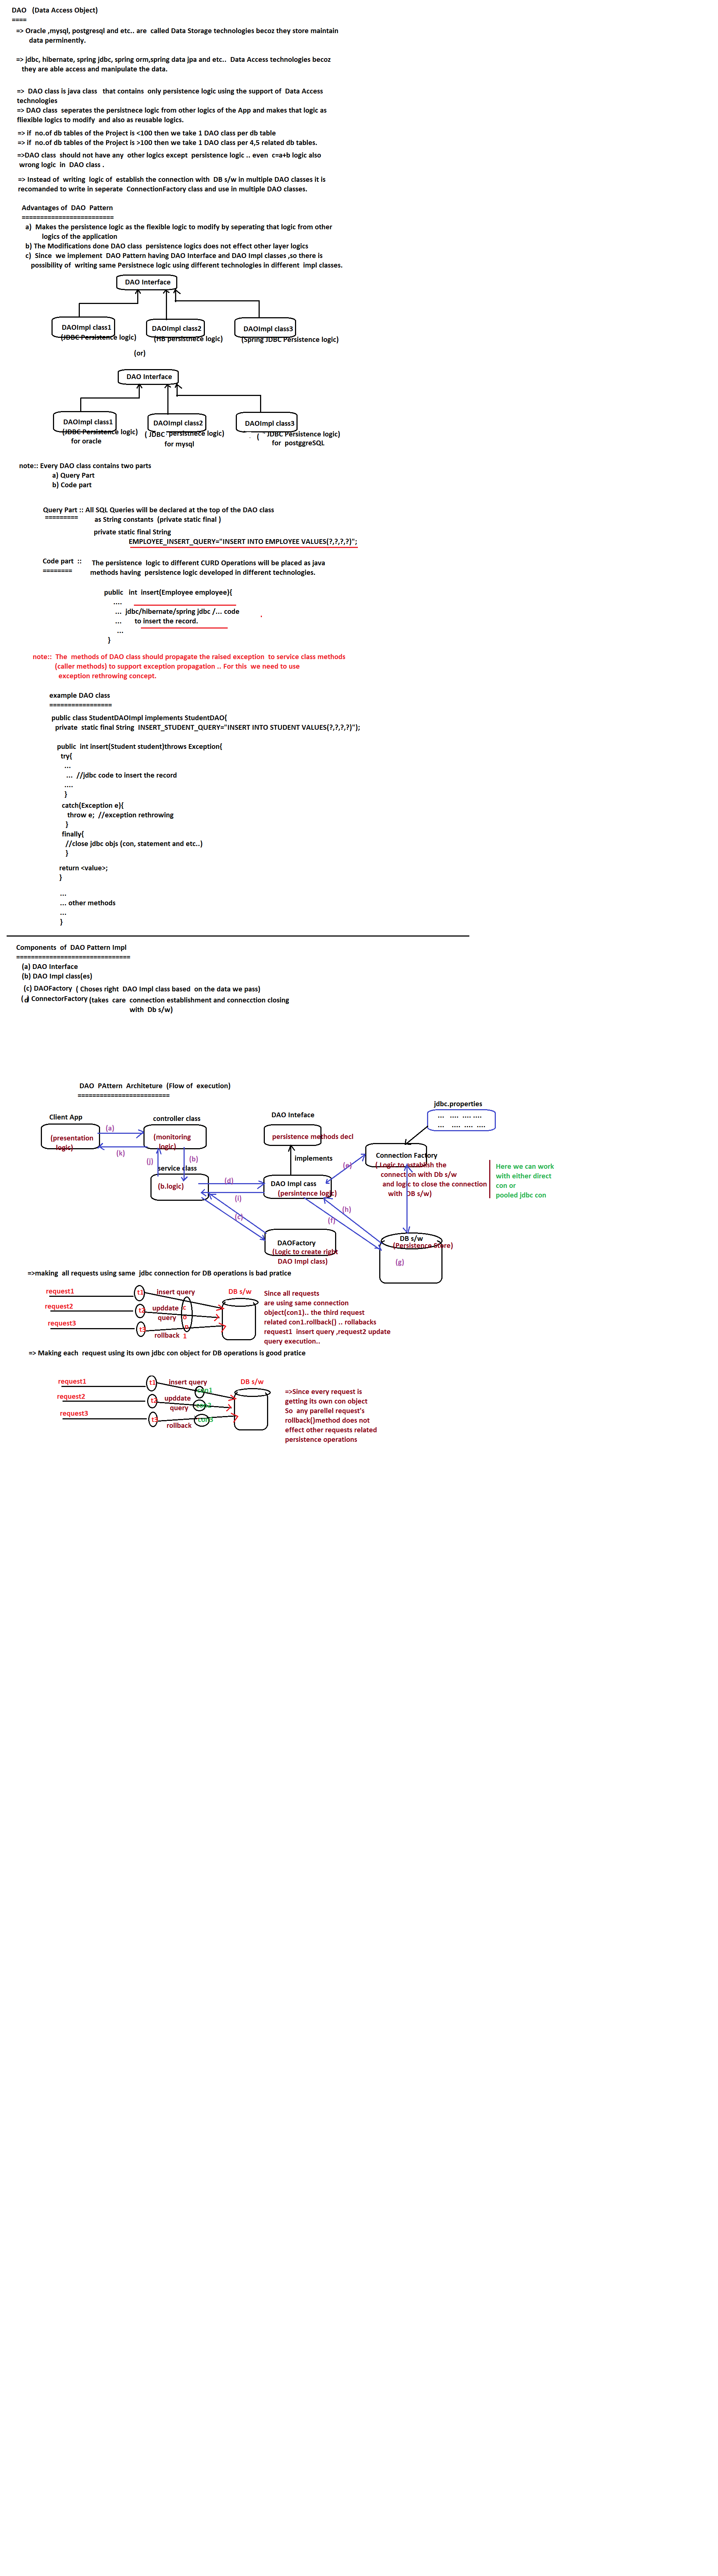 DAO (Data Access Object)
====
=> Oracle ,mysql, postgresql and etc.. are called Data Storage technologies becoz they store maintain
data perminently.
=> jdbc, hibernate, spring jdbc, spring orm,spring data jpa and etc.. Data Access technologies becoz
they are able access and manipulate the data.
=> DAO class is java class that contains only persistence logic using the support of Data Access
technologies
=> DAO class seperates the persistnece logic from other logics of the App and makes that logic as
fliexible logics to modify and also as reusable logics.
=> if no.of db tables of the Project is <100 then we take 1 DAO class per db table
=> if no.of db tables of the Project is >100 then we take 1 DAO class per 4,5 related db tables.
=>DAO class should not have any other logics except persistence logic .. even c=a+b logic also
wrong logic in DAO class .
=> Instead of writing logic of establish the connection with DB s/w in multiple DAO classes it is
recomanded to write in seperate ConnectionFactory class and use in multiple DAO classes.
Advantages of DAO Pattern
=========================
a) Makes the persistence logic as the flexible logic to modify by seperating that logic from other
logics of the application
b) The Modifications done DAO class persistence logics does not effect other layer logics
c) Since we implement DAO Pattern having DAO Interface and DAO Impl classes ,so there is
possibility of writing same Persistnece logic using different technologies in different impl classes.
DAO Interface
DAOImpl class1 DAOImpl class2 DAOImpl class3
(JDBC Persistence logic) (HB persistnece logic) (Spring JDBC Persistence logic)
(or)
DAO Interface
DAOImpl class1 DAOImpl class2 DAOImpl class3
(JDBC Persistence logic) ( JDBC persistnece logic) ( JDBC Persistence logic)
for oracle for mysql for postggreSQL
note:: Every DAO class contains two parts
a) Query Part
b) Code part
Query Part :: All SQL Queries will be declared at the top of the DAO class
========= as String constants (private static final )
private static final String
EMPLOYEE_INSERT_QUERY="INSERT INTO EMPLOYEE VALUES(?,?,?,?)";
Code part :: The persistence logic to different CURD Operations will be placed as java
======== methods having persistence logic developed in different technologies.
public int insert(Employee employee){
....
... jdbc/hibernate/spring jdbc /... code
... to insert the record.
...
}
note:: The methods of DAO class should propagate the raised exception to service class methods
(caller methods) to support exception propagation .. For this we need to use
exception rethrowing concept.
example DAO class
=================
public class StudentDAOImpl implements StudentDAO{
private static final String INSERT_STUDENT_QUERY="INSERT INTO STUDENT VALUES(?,?,?,?)";
public int insert(Student student)throws Exception{
try{
...
... //jdbc code to insert the record
....
}
catch(Exception e){
throw e; //exception rethrowing
}
finally{
//close jdbc objs (con, statement and etc..)
}
return <value>;
}
...
... other methods
...
}
Components of DAO Pattern Impl
===============================
(a) DAO Interface
(b) DAO Impl class(es)
(c) DAOFactory ( Choses right DAO Impl class based on the data we pass)
(d) ConnectorFactory (takes care connection establishment and connecction closing
with Db s/w)
DAO PAttern Architeture (Flow of execution)
=========================
jdbc.properties
... .... .... ....
... .... .... ....
Client App controller class DAO Inteface
(a)
(presentation
logic)
(monitoring
logic)
persistence methods decl
(k)
(j) (b)
implements
(e)
Connection Factory
( Logic to establish the
connection with Db s/w
and logic to close the connection
with DB s/w)
Here we can work
with either direct
con or
pooled jdbc con
service class
(b.logic)
(d)
(i)
(c)
DAO Impl cass
(persintence logic)
(h)
(f)
DAOFactory
(Logic to create right
DAO Impl class)
DB s/w
(Persistence Store)
(g)
=>making all requests using same jdbc connection for DB operations is bad pratice
request1 t1 insert query DB s/w
request2 t2 upddate
query
request3 t3
rollback
c
o
n
1
Since all requests
are using same connection
object(con1).. the third request
related con1.rollback() .. rollabacks
request1 insert query ,request2 update
query execution..
=> Making each request using its own jdbc con object for DB operations is good pratice
request1 t1 insert query DB s/w
con1
request2 t2 upddate
query con2
request3 t3 con3
rollback
=>Since every request is
getting its own con object
So any parellel request's
rollback()method does not
effect other requests related
persistence operations